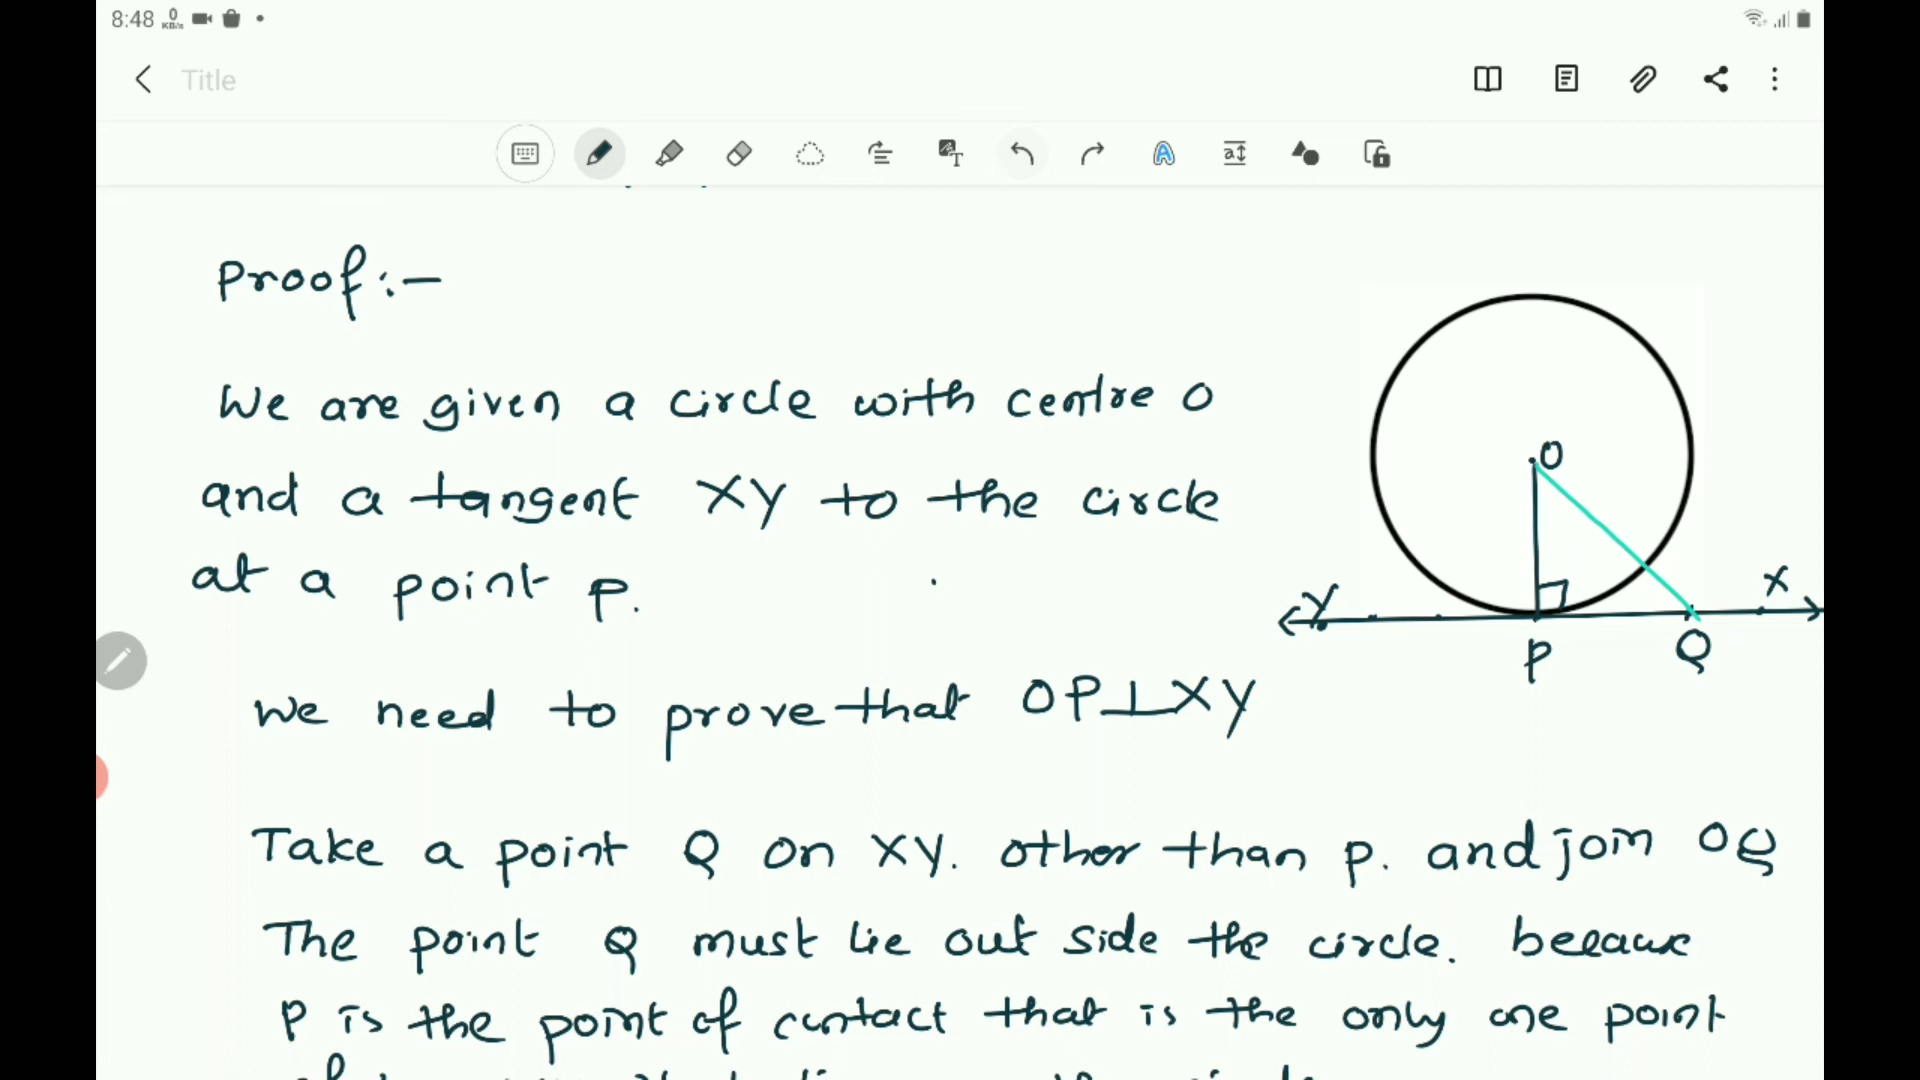 8:48 0 KB/s
Title
Proof:-
We are given a circle with centre O
and a tangent XY to the circle
at a point P.
We need to prove that OP⊥XY
Take a point Q on XY. other than P. and join OQ
The point Q must lie out side the circle. because
P is the point of contact that is the only one point
O
Y
X
P
Q